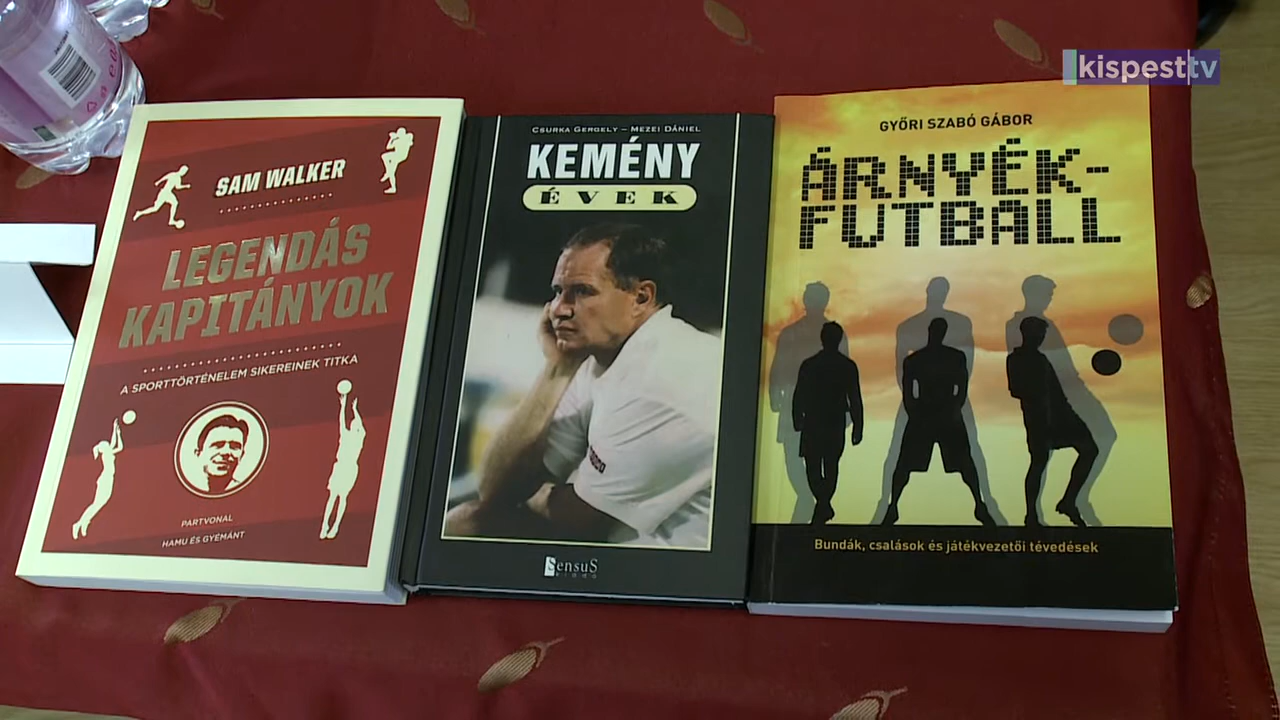 kispest tv
SAM WALKER
LEGENDÁS
KAPITÁNYOK
A SPORTTÖRTÉNELEM SIKEREINEK TITKA
PARTVONAL
HAMU ÉS GYÉMÁNT
CSURKA GERGELY – MEZEI DÁNIEL
KEMÉNY
ÉVEK
SensuS
KIADÓ
GYŐRI SZABÓ GÁBOR
ÁRNYÉK-
FUTBALL
Bundák, csalások és játékvezetői tévedések